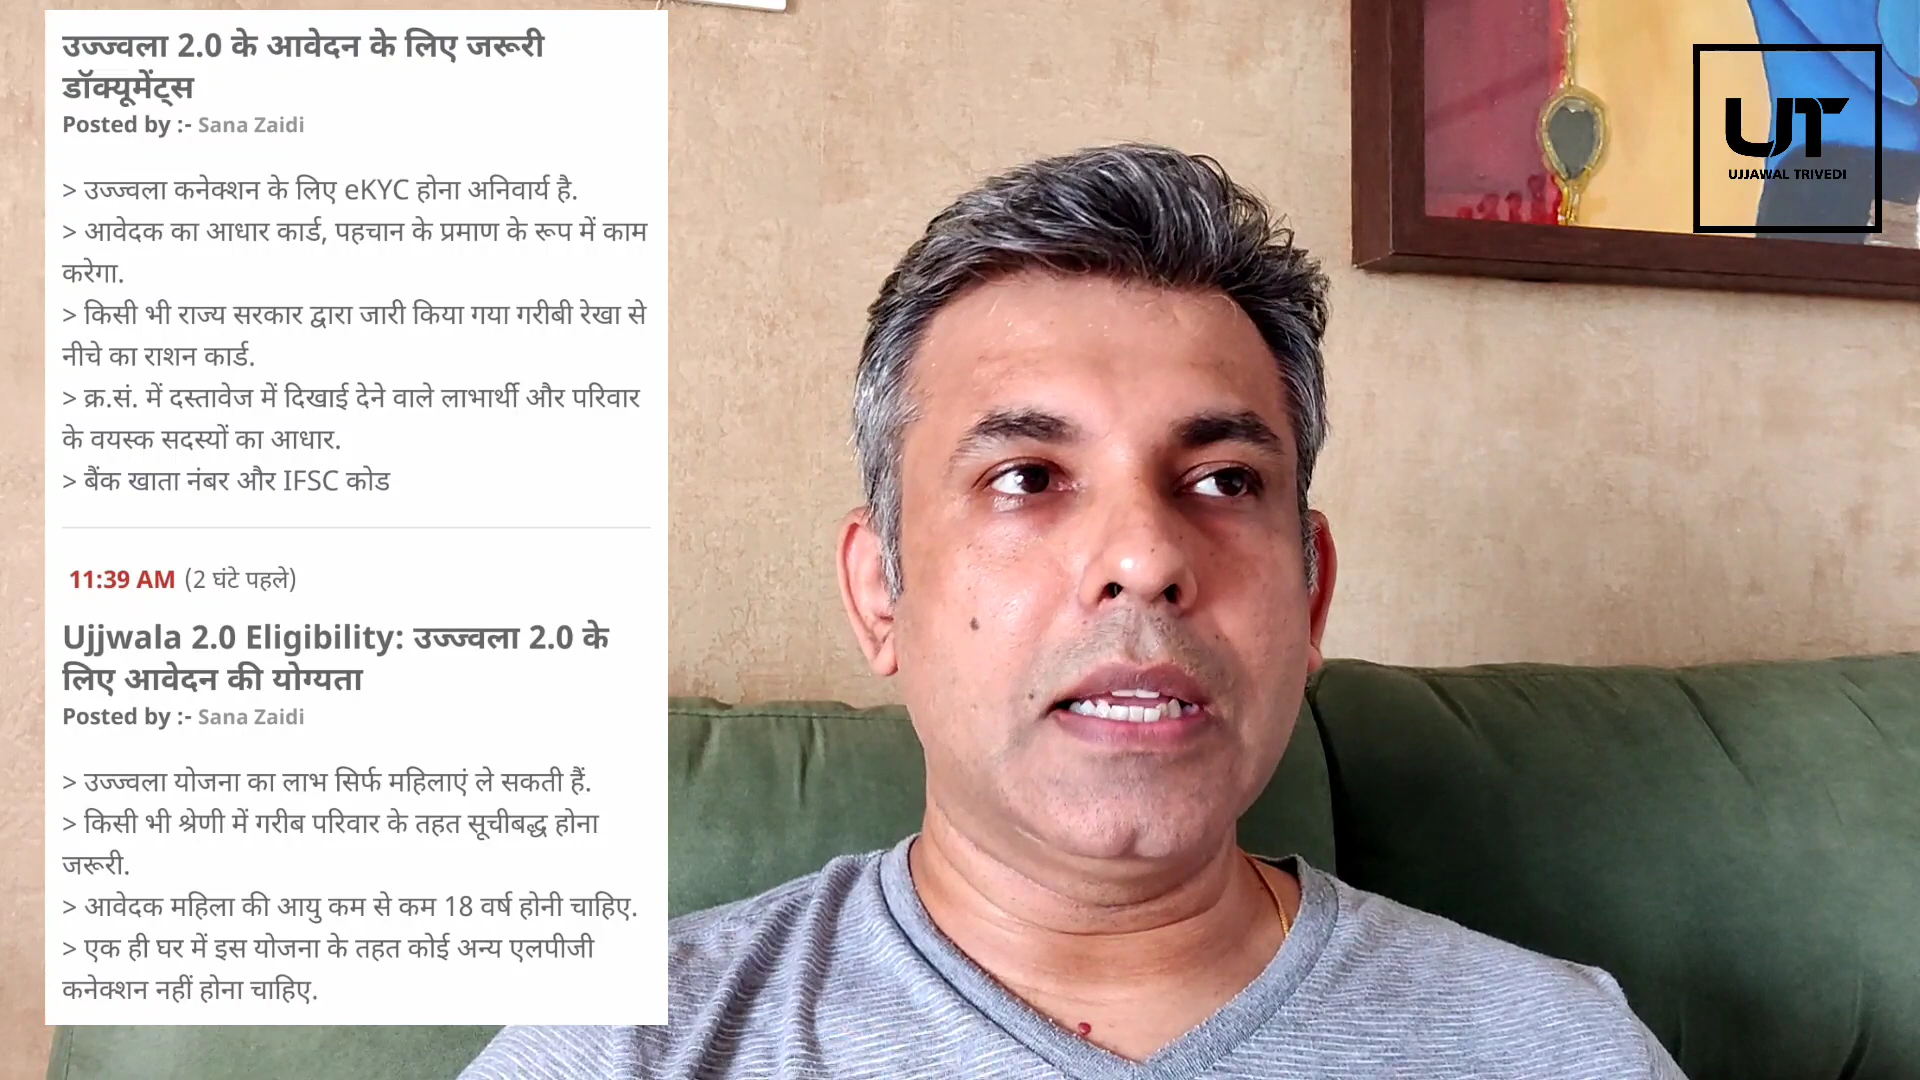 उज्ज्वला 2.0 के आवेदन के लिए जरूरी
डॉक्यूमेंट्स
Posted by :- Sana Zaidi
> उज्ज्वला कनेक्शन के लिए eKYC होना अनिवार्य है.
> आवेदक का आधार कार्ड, पहचान के प्रमाण के रूप में काम
करेगा.
> किसी भी राज्य सरकार द्वारा जारी किया गया गरीबी रेखा से
नीचे का राशन कार्ड.
> क्र.सं. में दस्तावेज में दिखाई देने वाले लाभार्थी और परिवार
के वयस्क सदस्यों का आधार.
> बैंक खाता नंबर और IFSC कोड
11:39 AM (2 घंटे पहले)
Ujjwala 2.0 Eligibility: उज्ज्वला 2.0 के
लिए आवेदन की योग्यता
Posted by :- Sana Zaidi
> उज्ज्वला योजना का लाभ सिर्फ महिलाएं ले सकती हैं.
> किसी भी श्रेणी में गरीब परिवार के तहत सूचीबद्ध होना
जरूरी.
> आवेदक महिला की आयु कम से कम 18 वर्ष होनी चाहिए.
> एक ही घर में इस योजना के तहत कोई अन्य एलपीजी
कनेक्शन नहीं होना चाहिए.
UT
UJJAWAL TRIVEDI